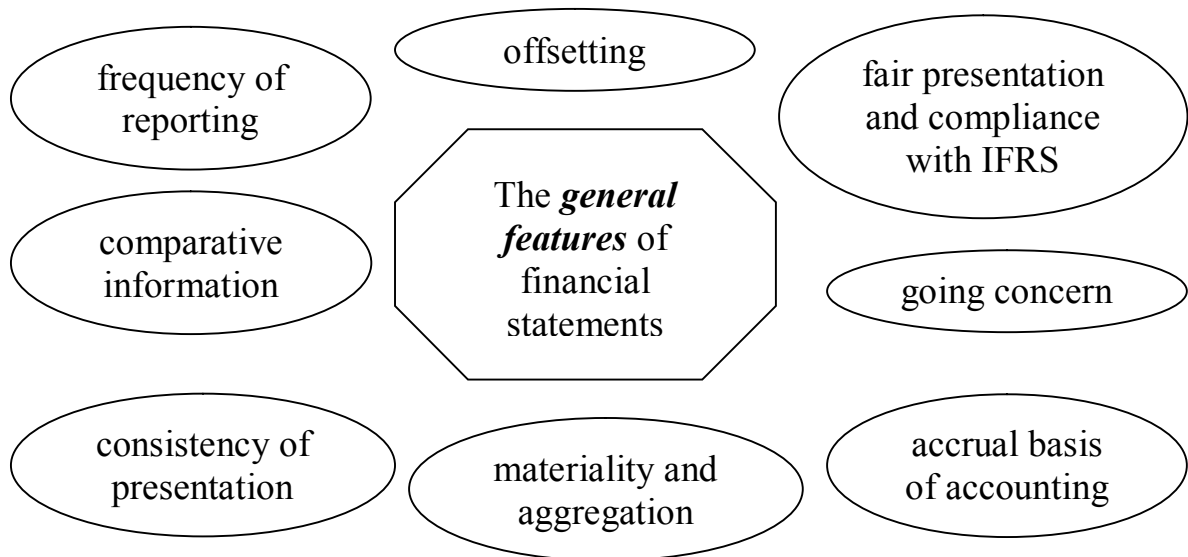 frequency of
reporting
offsetting
fair presentation
and compliance
with IFRS
The general
features of
financial
statements
comparative
information
going concern
consistency of
presentation
materiality and
aggregation
accrual basis
of accounting